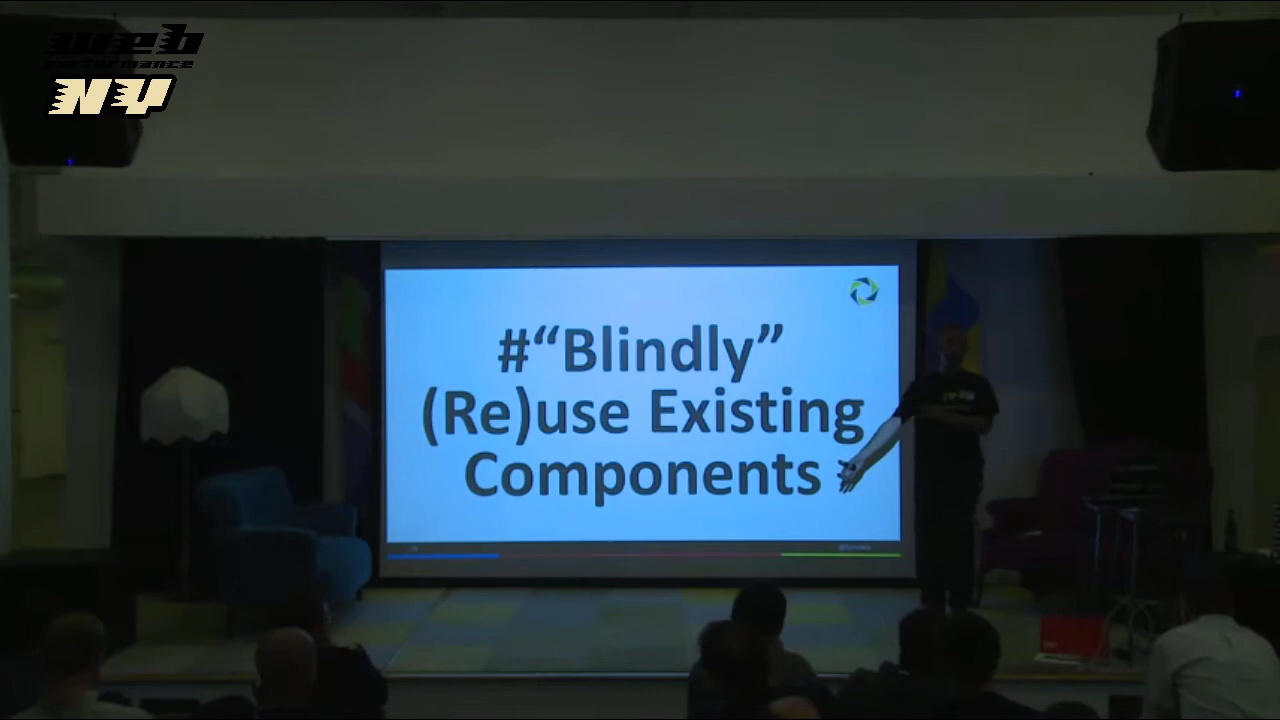 web
performance
NY
#“Blindly”
(Re)use Existing
Components